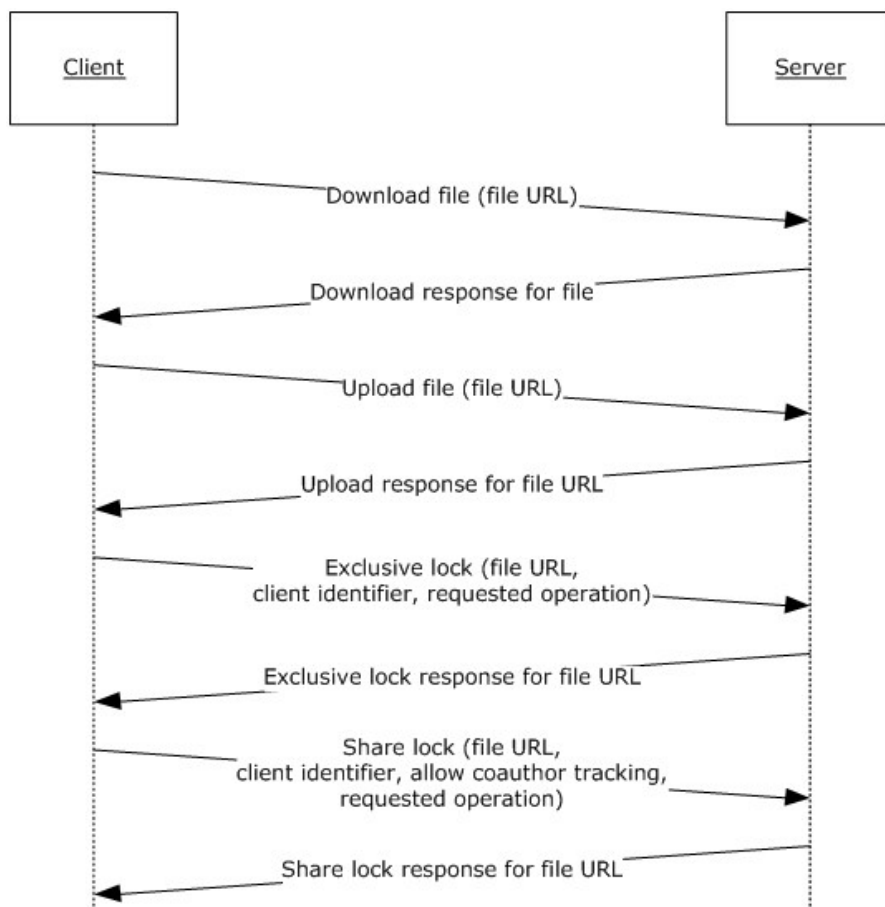 Client
Server
Download file (file URL)
Download response for file
Upload file (file URL)
Upload response for file URL
Exclusive lock (file URL,
client identifier, requested operation)
Exclusive lock response for file URL
Share lock (file URL,
client identifier, allow coauthor tracking,
requested operation)
Share lock response for file URL